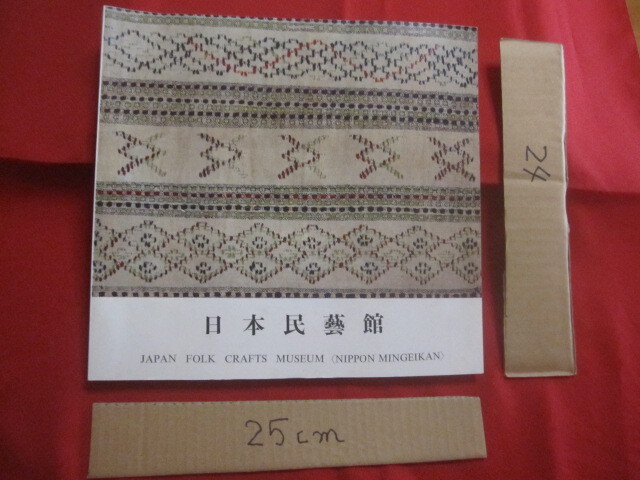 日本民藝館
JAPAN FOLK CRAFTS MUSEUM 〈NIPPON MINGEIKAN〉
24
25cm